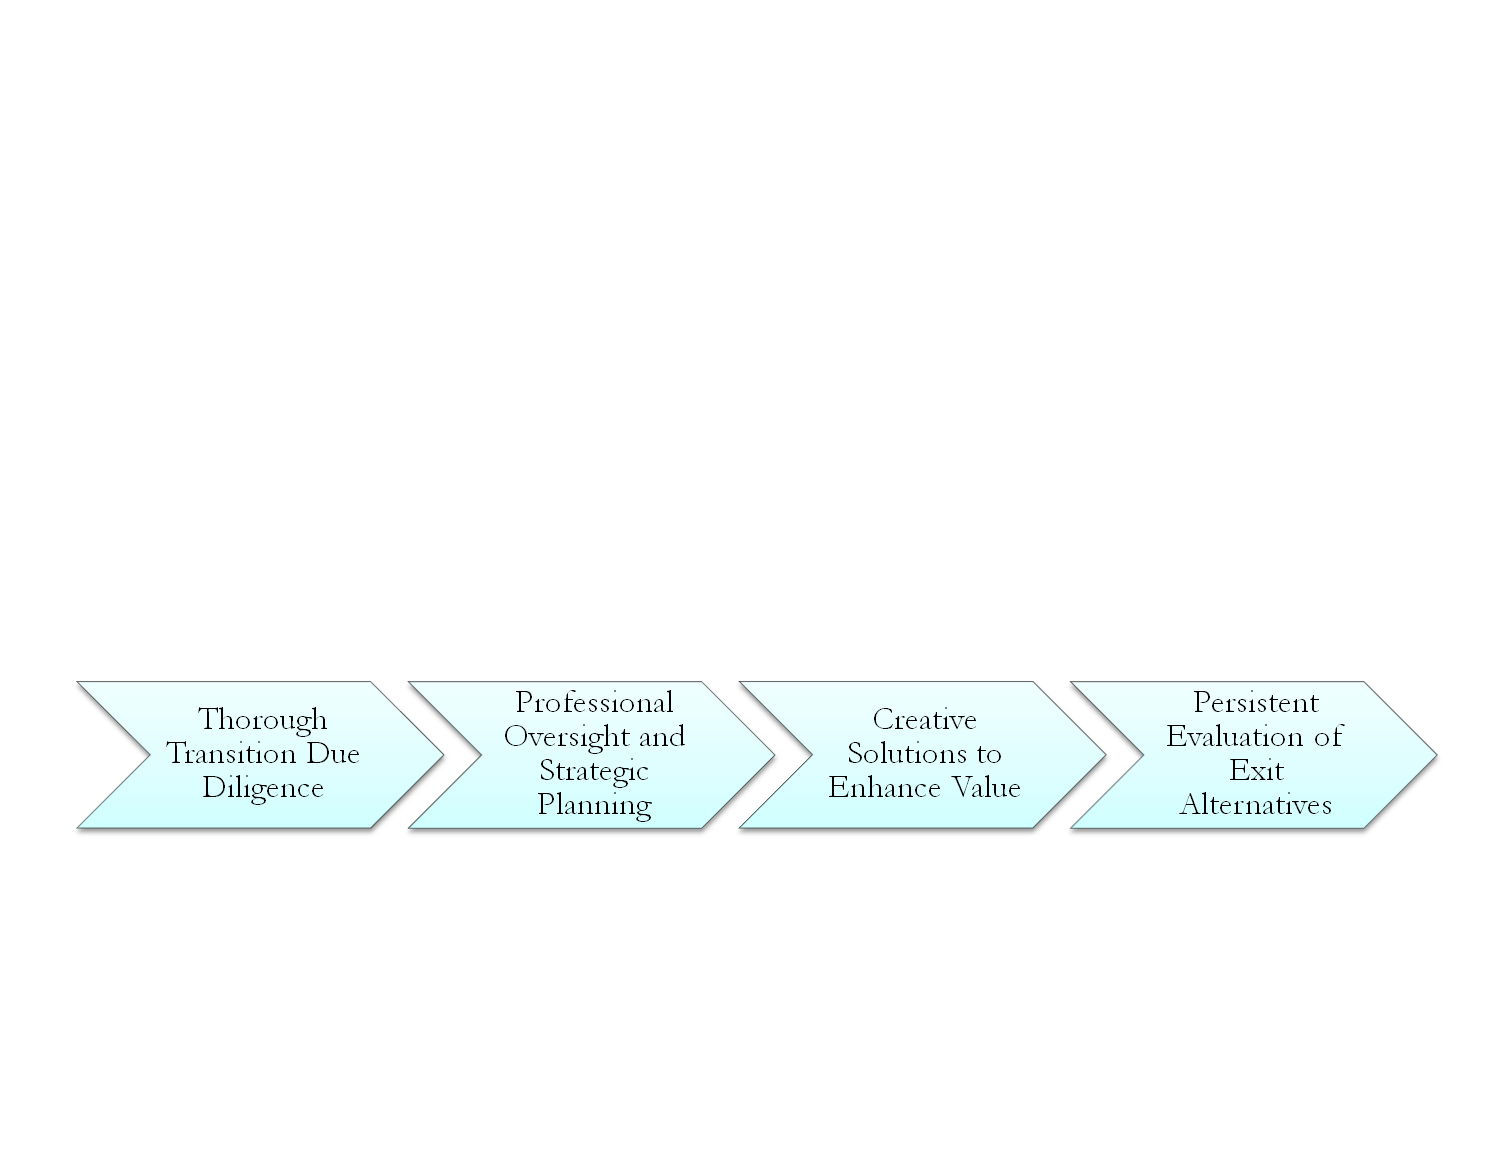 Thorough
Transition Due
Diligence
Professional
Oversight and
Strategic
Planning
Creative
Solutions to
Enhance Value
Persistent
Evaluation of
Exit
Alternatives